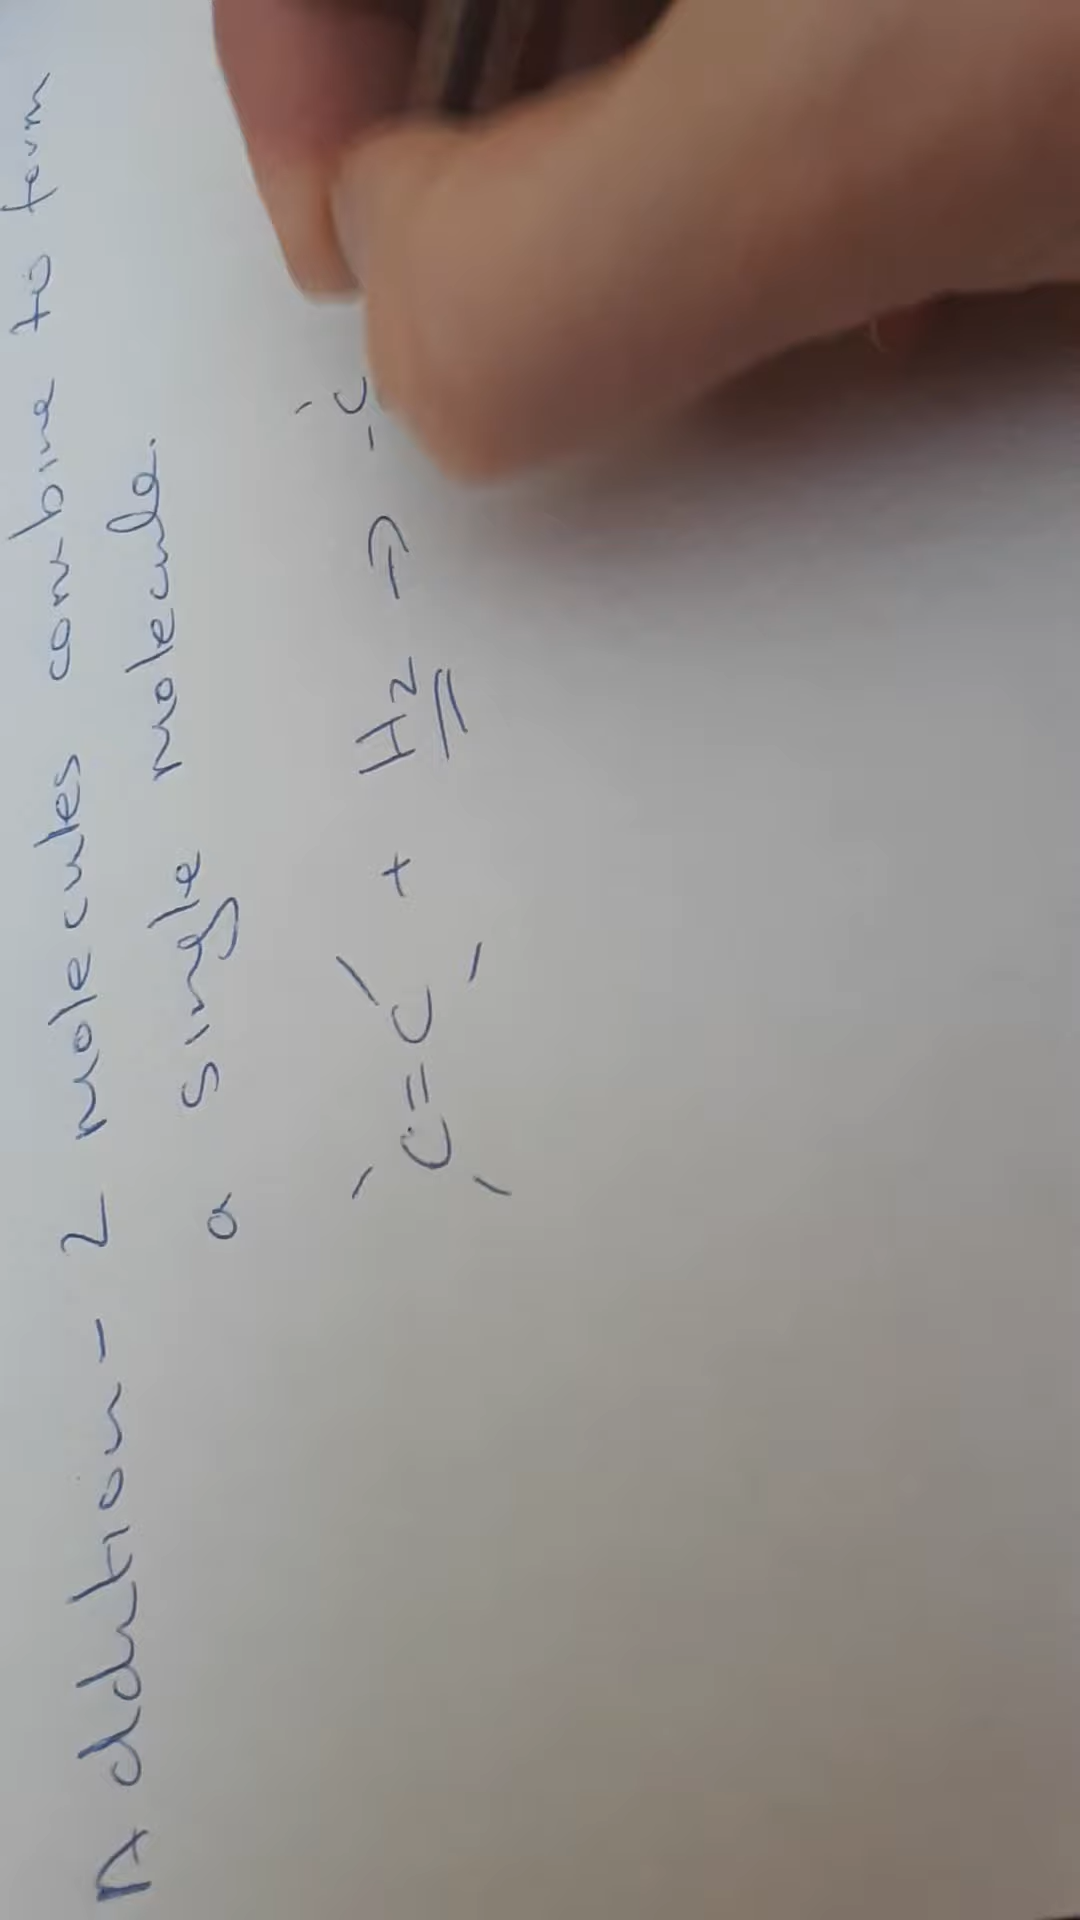 Addition - 2 molecules combine to form
a single molecule.
C=C + H2 → -C